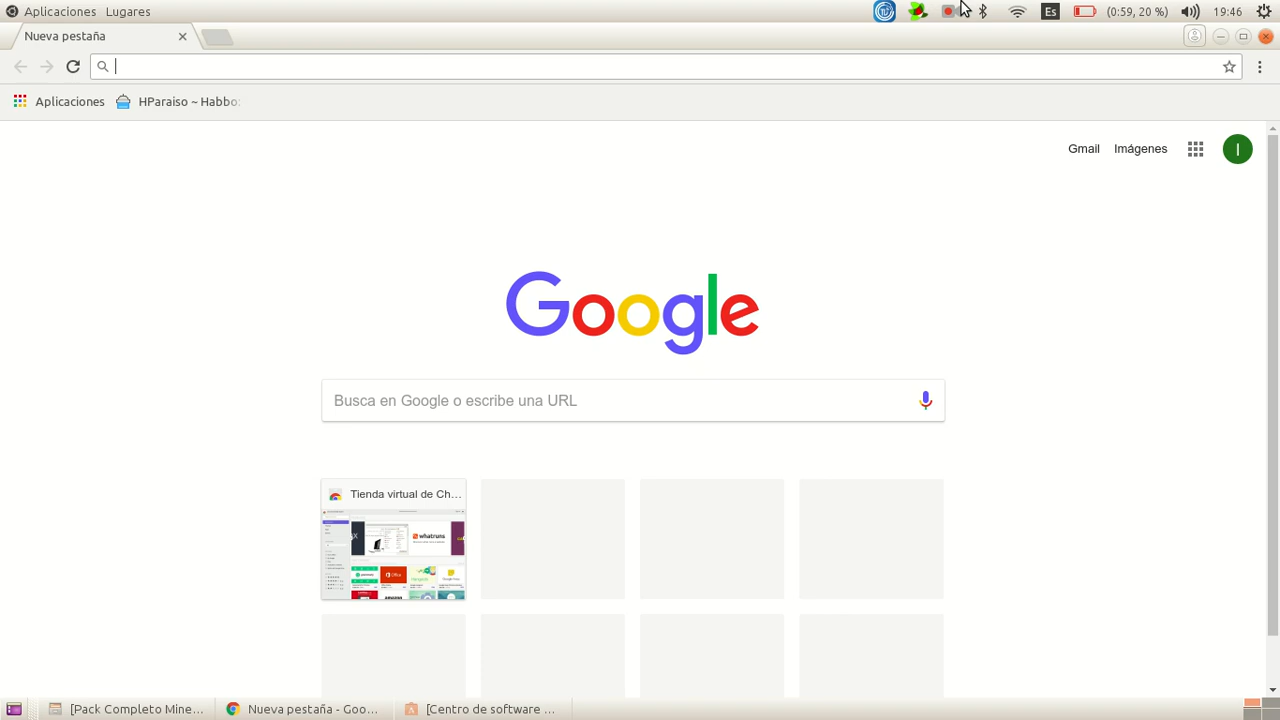 Aplicaciones Lugares
Es (0:59, 20 %) 19:46
Nueva pestaña
Aplicaciones HParaiso ~ Habbo:
Gmail Imágenes I
Google
Busca en Google o escribe una URL
Tienda virtual de Ch...
whatruns
Office
[Pack Completo Mine... Nueva pestaña - Goo... [Centro de software ...